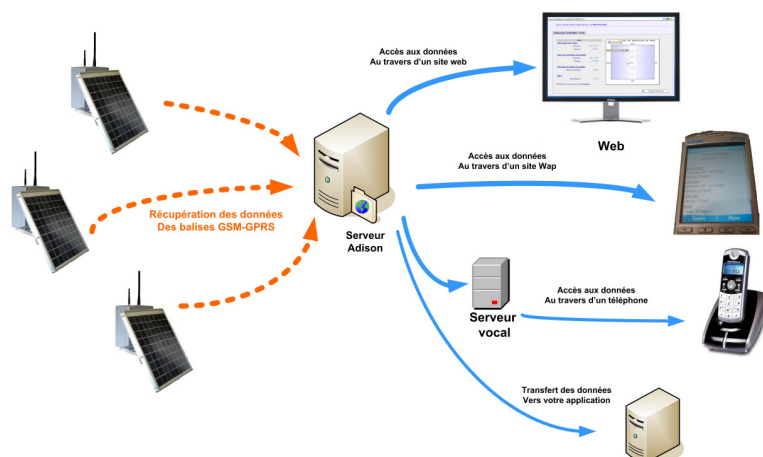 Accès aux données
Au travers d'un site web
Web
Accès aux données
Au travers d'un site Wap
Récupération des données
Des balises GSM-GPRS
Serveur
Adison
Accès aux données
Au travers d'un téléphone
Serveur
vocal
Transfert des données
Vers votre application